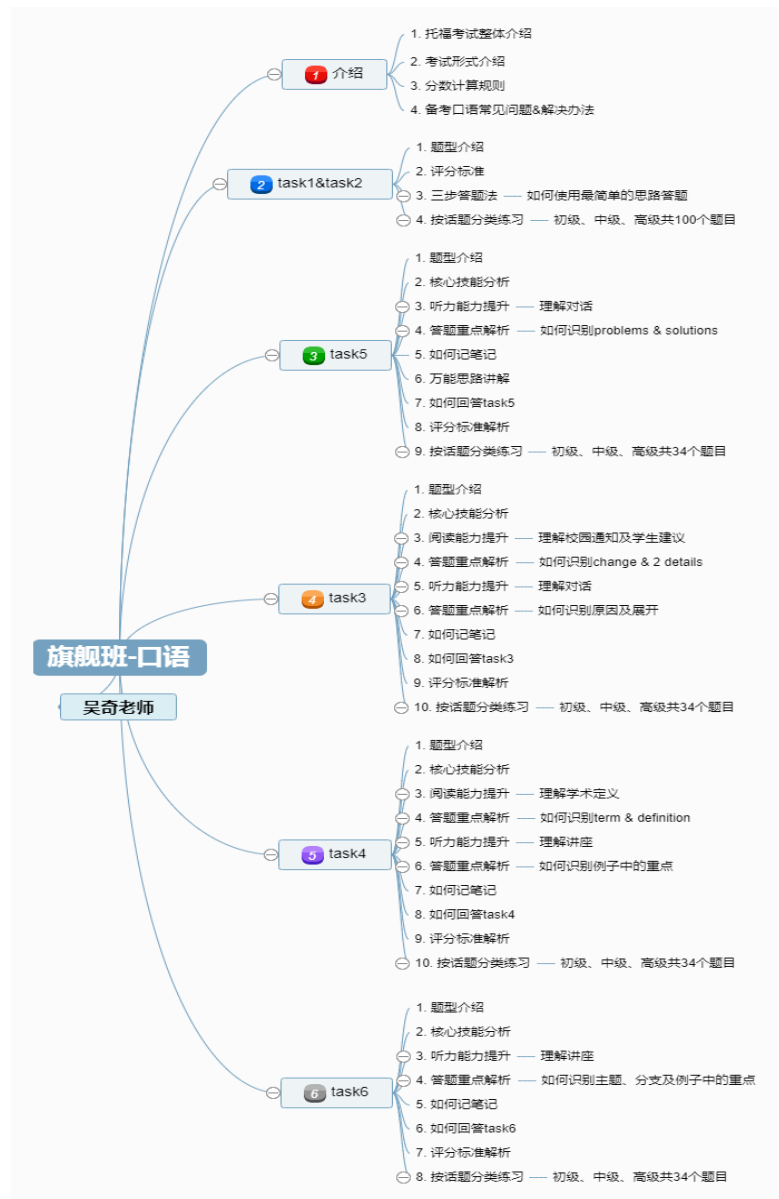 旗舰班-口语
吴奇老师
1 介绍
1. 托福考试整体介绍
2. 考试形式介绍
3. 分数计算规则
4. 备考口语常见问题&解决办法
2 task1&task2
1. 题型介绍
2. 评分标准
3. 三步答题法 如何使用最简单的思路答题
4. 按话题分类练习 初级、中级、高级共100个题目
3 task5
1. 题型介绍
2. 核心技能分析
3. 听力能力提升 理解对话
4. 答题重点解析 如何识别problems & solutions
5. 如何记笔记
6. 万能思路讲解
7. 如何回答task5
8. 评分标准解析
9. 按话题分类练习 初级、中级、高级共34个题目
4 task3
1. 题型介绍
2. 核心技能分析
3. 阅读能力提升 理解校园通知及学生建议
4. 答题重点解析 如何识别change & 2 details
5. 听力能力提升 理解对话
6. 答题重点解析 如何识别原因及展开
7. 如何记笔记
8. 如何回答task3
9. 评分标准解析
10. 按话题分类练习 初级、中级、高级共34个题目
5 task4
1. 题型介绍
2. 核心技能分析
3. 阅读能力提升 理解学术定义
4. 答题重点解析 如何识别term & definition
5. 听力能力提升 理解讲座
6. 答题重点解析 如何识别例子中的重点
7. 如何记笔记
8. 如何回答task4
9. 评分标准解析
10. 按话题分类练习 初级、中级、高级共34个题目
6 task6
1. 题型介绍
2. 核心技能分析
3. 听力能力提升 理解讲座
4. 答题重点解析 如何识别主题、分支及例子中的重点
5. 如何记笔记
6. 如何回答task6
7. 评分标准解析
8. 按话题分类练习 初级、中级、高级共34个题目